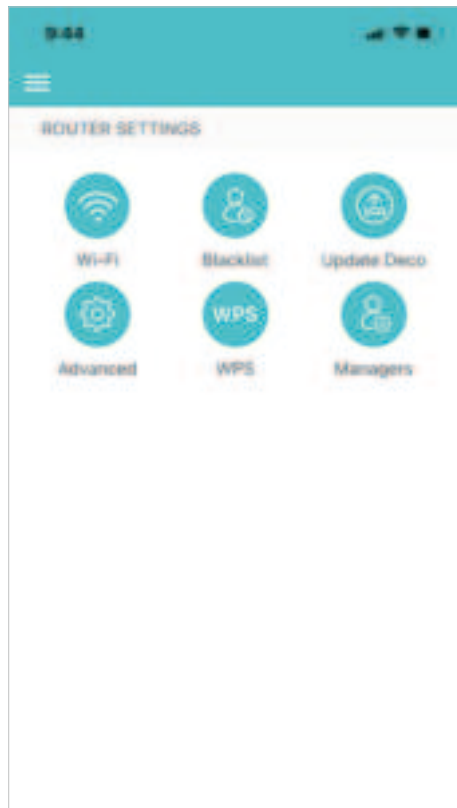 9:44
ROUTER SETTINGS
Wi-Fi Blacklist Update Deco
WPS
Advanced WPS Managers